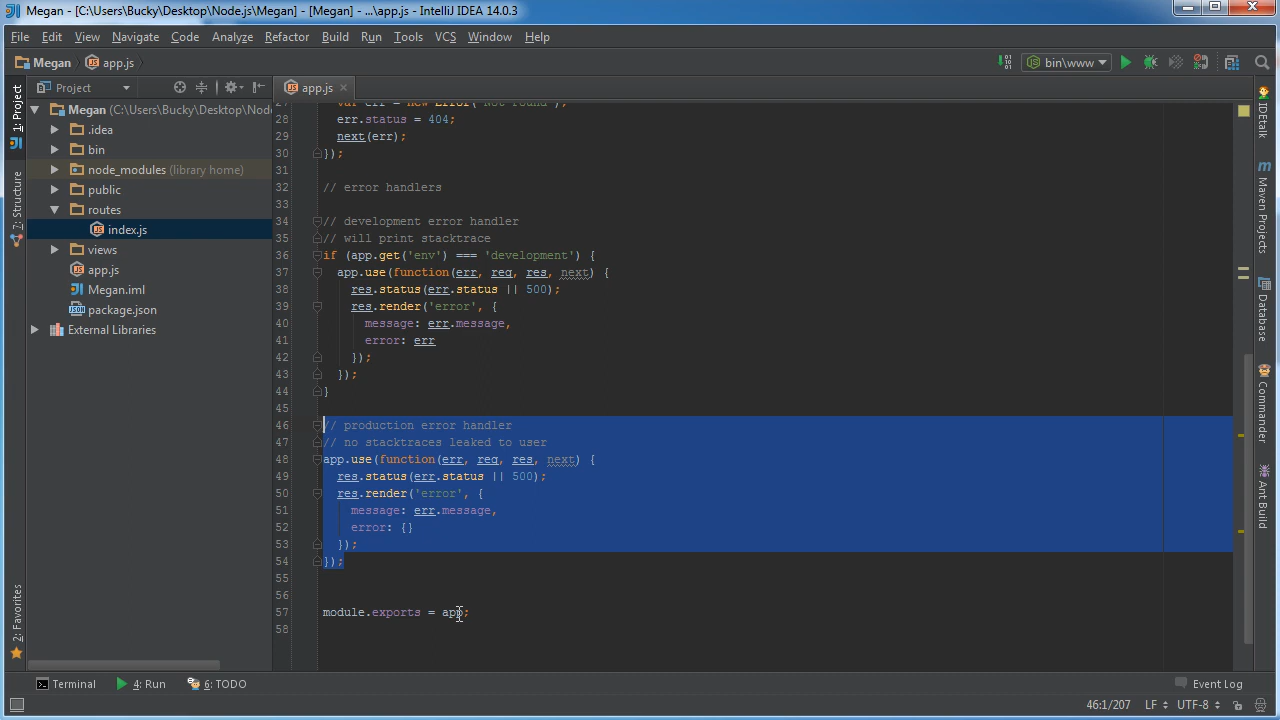 Megan - [C:\Users\Bucky\Desktop\Node.js\Megan] - [Megan] - ...\app.js - IntelliJ IDEA 14.0.3
File Edit View Navigate Code Analyze Refactor Build Run Tools VCS Window Help
Megan app.js bin\www
Project app.js
1: Project
7: Structure
2: Favorites
Megan (C:\Users\Bucky\Desktop\Nod
.idea
bin
node_modules (library home)
public
routes
index.js
views
app.js
Megan.iml
package.json
External Libraries
27 var err = new Error('Not Found');
28 err.status = 404;
29 next(err);
30 });
31
32 // error handlers
33
34 // development error handler
35 // will print stacktrace
36 if (app.get('env') === 'development') {
37 app.use(function(err, req, res, next) {
38 res.status(err.status || 500);
39 res.render('error', {
40 message: err.message,
41 error: err
42 });
43 });
44 }
45
46 // production error handler
47 // no stacktraces leaked to user
48 app.use(function(err, req, res, next) {
49 res.status(err.status || 500);
50 res.render('error', {
51 message: err.message,
52 error: {}
53 });
54 });
55
56
57 module.exports = app;
58
IDEtalk
Maven Projects
Database
Commander
Ant Build
Terminal 4: Run 6: TODO Event Log
46:1/207 LF UTF-8